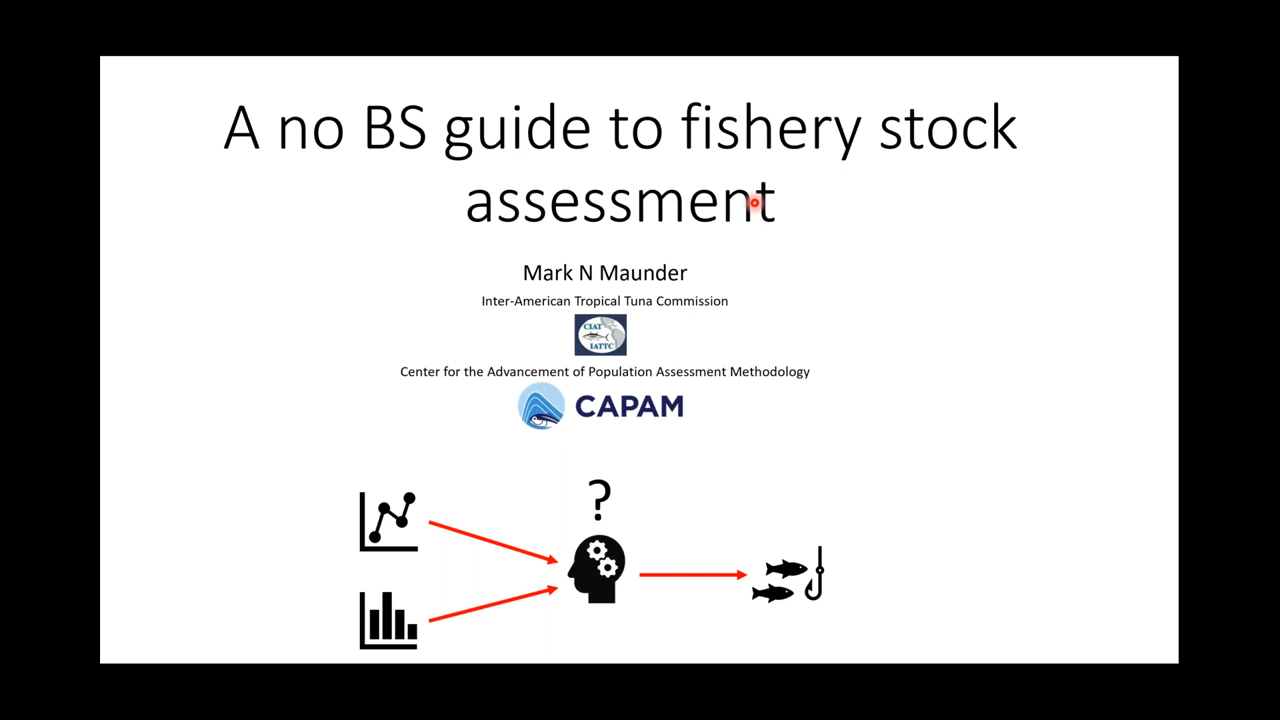 A no BS guide to fishery stock
assessment
Mark N Maunder
Inter-American Tropical Tuna Commission
CIAT
IATTC
Center for the Advancement of Population Assessment Methodology
CAPAM
?